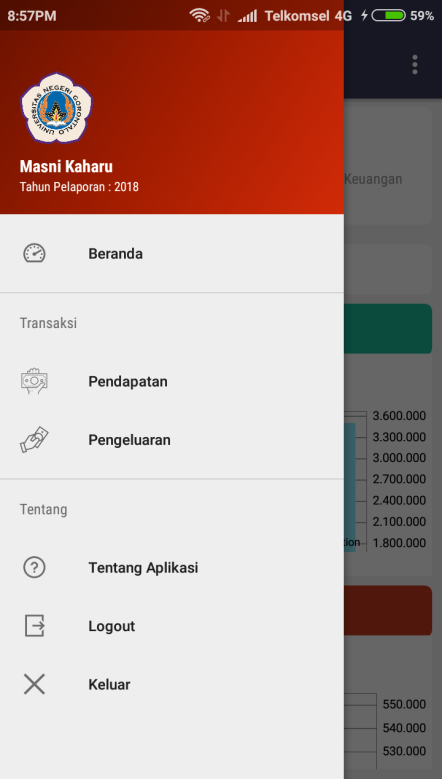 8:57PM Telkomsel 4G 59%
UNIVERSITAS NEGERI GORONTALO
Masni Kaharu
Tahun Pelaporan : 2018
Keuangan
Beranda
Transaksi
Pendapatan
Pengeluaran
Tentang
Tentang Aplikasi
Logout
Keluar
3.600.000
3.300.000
3.000.000
2.700.000
2.400.000
2.100.000
tion 1.800.000
550.000
540.000
530.000